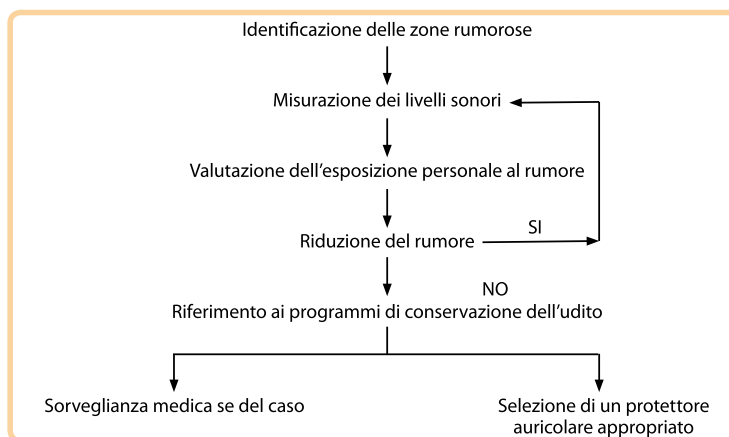 Identificazione delle zone rumorose
Misurazione dei livelli sonori
Valutazione dell'esposizione personale al rumore
SI
Riduzione del rumore
NO
Riferimento ai programmi di conservazione dell'udito
Sorveglianza medica se del caso
Selezione di un protettore
auricolare appropriato